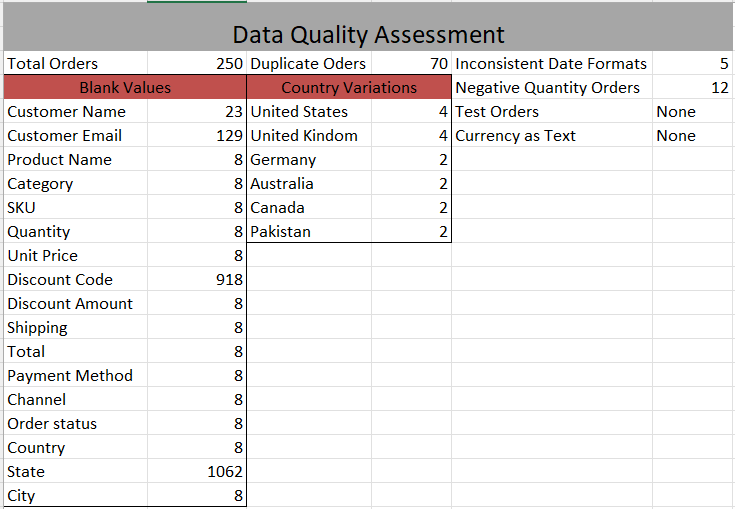 Data Quality Assessment
Total Orders 250 Duplicate Oders 70 Inconsistent Date Formats 5
Blank Values Country Variations Negative Quantity Orders 12
Customer Name 23 United States 4 Test Orders None
Customer Email 129 United Kindom 4 Currency as Text None
Product Name 8 Germany 2
Category 8 Australia 2
SKU 8 Canada 2
Quantity 8 Pakistan 2
Unit Price 8
Discount Code 918
Discount Amount 8
Shipping 8
Total 8
Payment Method 8
Channel 8
Order status 8
Country 8
State 1062
City 8